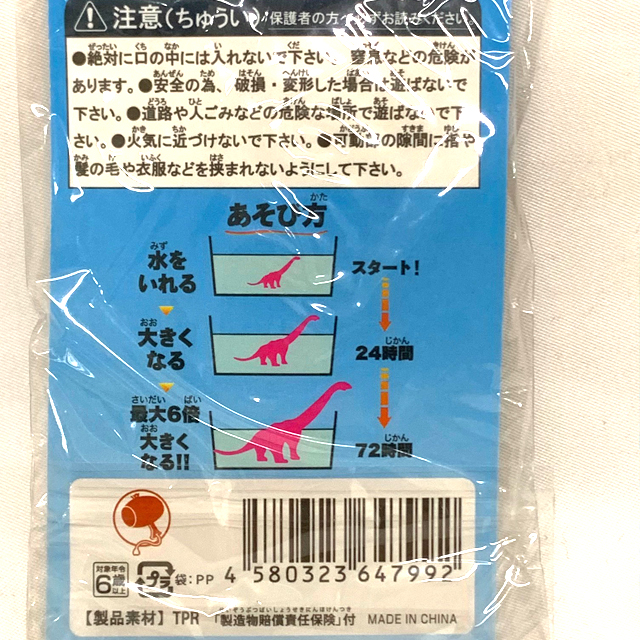 注意(ちゅうい) 保護者の方へ必ずお読みください。
●絶対に口の中には入れないで下さい。窒息などの危険が
あります。●安全の為、破損・変形した場合は遊ばないで
下さい。●道路や人ごみなどの危険な場所で遊ばないで下
さい。●火気に近づけないで下さい。●可動部の隙間に指や
髪の毛や衣服などを挟まれないようにして下さい。
あそび方
水を
いれる
スタート!
大きく
なる
24時間
最大6倍
大きく
なる!!
72時間
対象年令
6歳以上
プラ
袋:PP
4 580323 647992
【製品素材】TPR 「製造物賠償責任保険」付 MADE IN CHINA